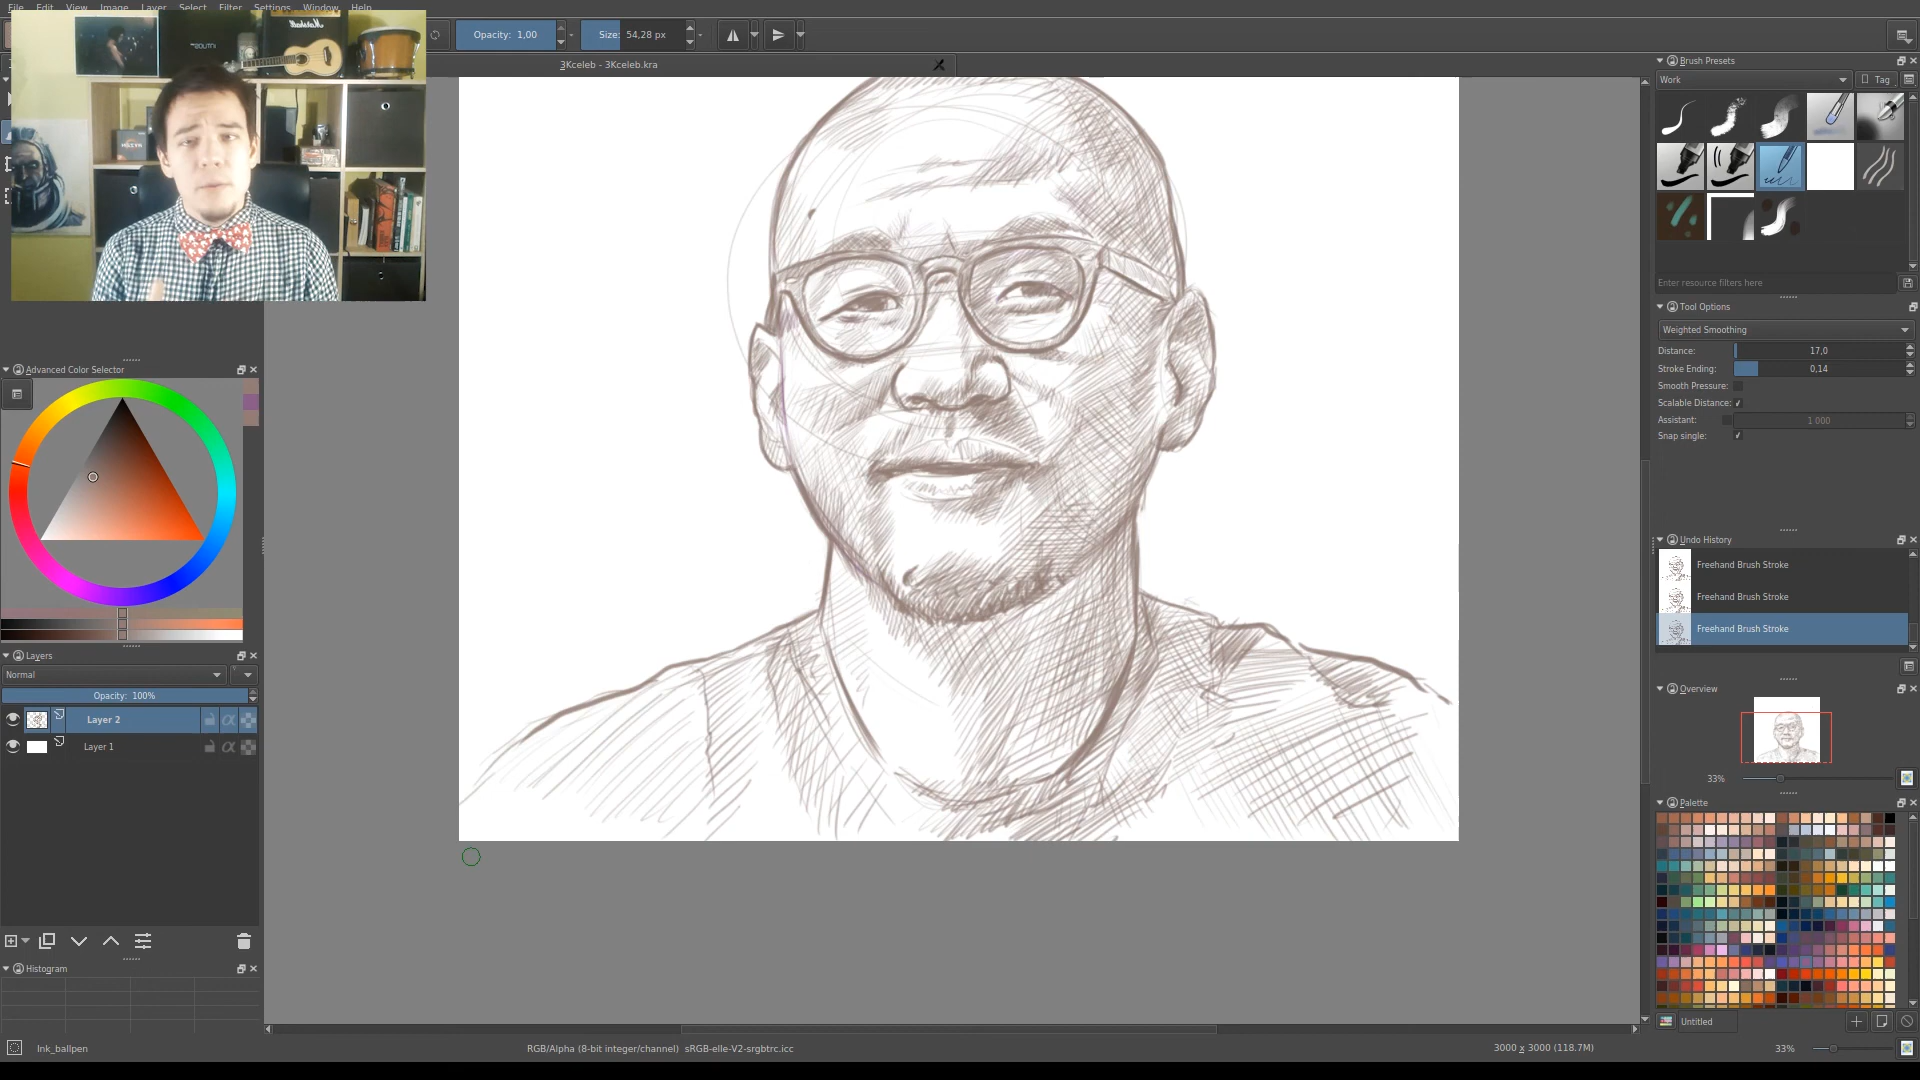 File Edit View Image Layer Select Filter Settings Window Help
Opacity: 1,00
Size: 54,28 px
3Kceleb - 3Kceleb.kra
Brush Presets
Work
Tag
Enter resource filters here
Tool Options
Weighted Smoothing
Distance: 17,0
Stroke Ending: 0,14
Smooth Pressure:
Scalable Distance:
Assistant: 1 000
Snap single:
Advanced Color Selector
Undo History
Freehand Brush Stroke
Freehand Brush Stroke
Freehand Brush Stroke
Layers
Normal
Opacity: 100%
Layer 2
Layer 1
Overview
33%
Palette
Histogram
Untitled
Ink_ballpen
RGB/Alpha (8-bit integer/channel) sRGB-elle-V2-srgbtrc.icc
3000 x 3000 (118.7M)
33%